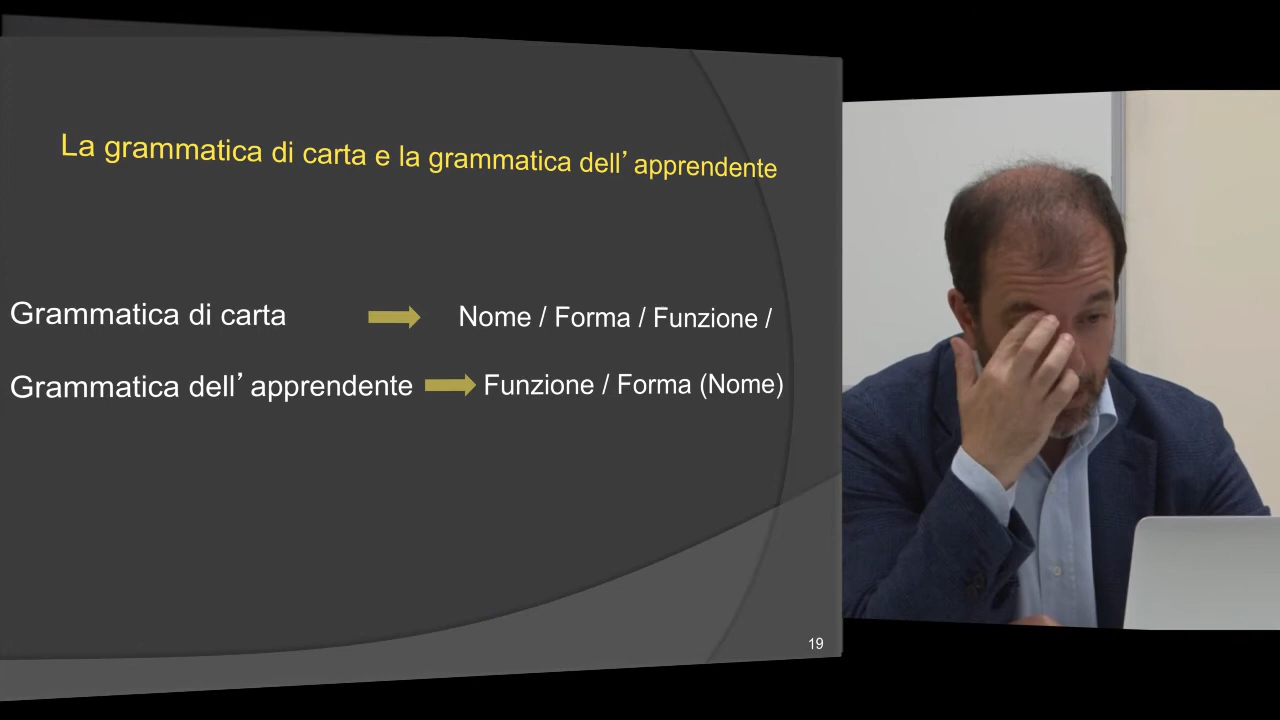 La grammatica di carta e la grammatica dell’apprendente
Grammatica di carta Nome / Forma / Funzione /
Grammatica dell’apprendente Funzione / Forma (Nome)
19